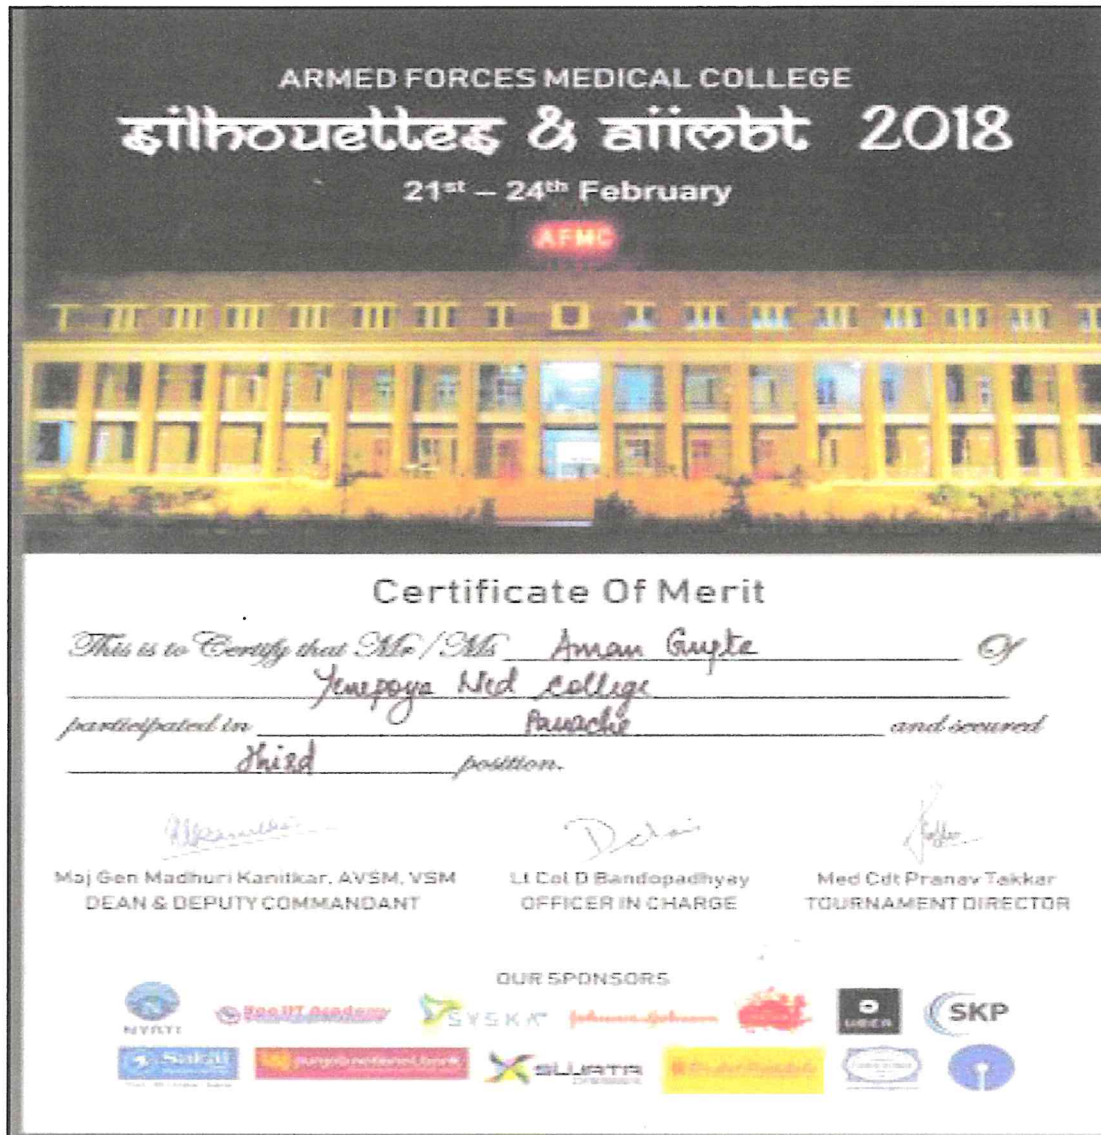 ARMED FORCES MEDICAL COLLEGE
silhouettes & aiimbt 2018
21st – 24th February
AFMC
Certificate Of Merit
This is to Certify that Mr/Ms Aman Gupta Of
Yenepoya Med College
participated in Panache and secured
third position.
Maj Gen Madhuri Kanitkar, AVSM, VSM
DEAN & DEPUTY COMMANDANT
Lt Col D Bandopadhyay
OFFICER IN CHARGE
Med Cdt Pranav Takkar
TOURNAMENT DIRECTOR
OUR SPONSORS
NYATI
Academy
SYSKA
Johnson & Johnson
UBER
SKP
Sakal
punjab national bank
SUJATA